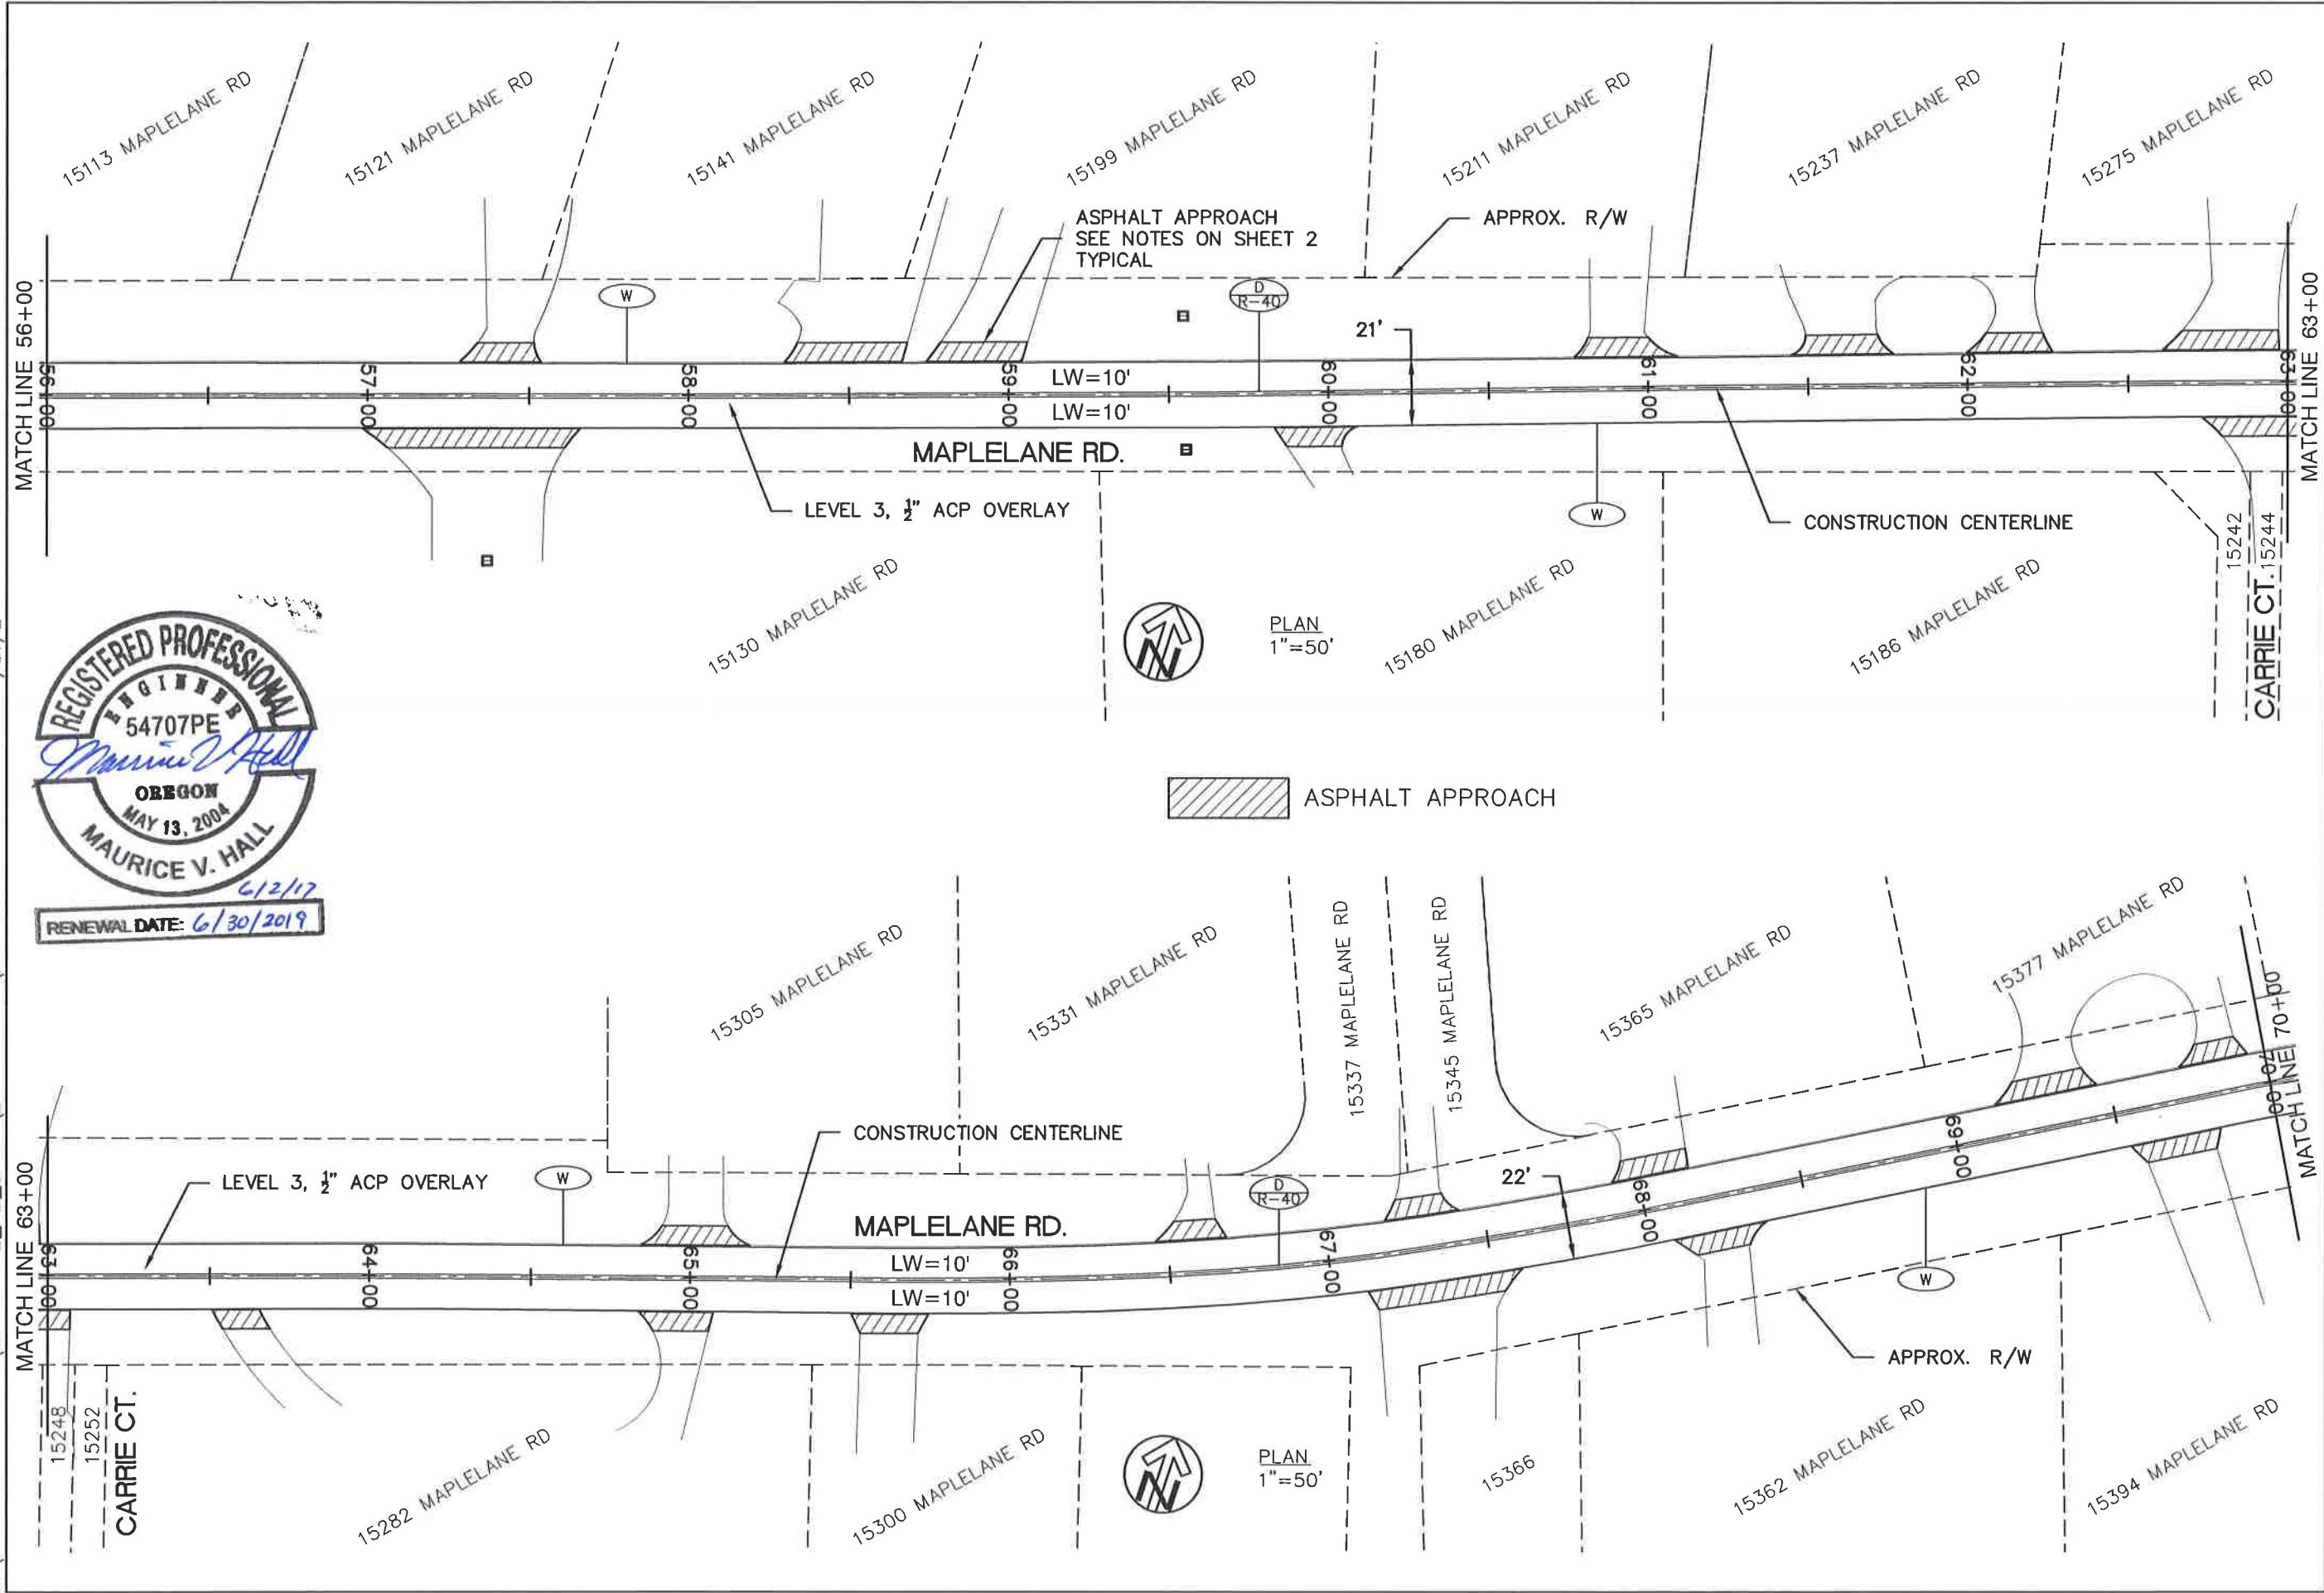 15113 MAPLELANE RD
15121 MAPLELANE RD
15141 MAPLELANE RD
15199 MAPLELANE RD
15211 MAPLELANE RD
15237 MAPLELANE RD
15275 MAPLELANE RD
ASPHALT APPROACH
SEE NOTES ON SHEET 2
TYPICAL
APPROX. R/W
MATCH LINE 56+00
W
D
R-40
21'
MATCH LINE 63+00
56+00
57+00
58+00
59+00
60+00
61+00
62+00
63+00
LW=10'
LW=10'
MAPLELANE RD.
LEVEL 3, 1/2" ACP OVERLAY
W
CONSTRUCTION CENTERLINE
15130 MAPLELANE RD
15180 MAPLELANE RD
15186 MAPLELANE RD
15242
15244
CARRIE CT.
PLAN
1"=50'
REGISTERED PROFESSIONAL
ENGINEER
54707PE
Maurice V Hall
OREGON
MAY 13, 2004
MAURICE V. HALL
6/2/17
RENEWAL DATE: 6/30/2019
ASPHALT APPROACH
15305 MAPLELANE RD
15331 MAPLELANE RD
15337 MAPLELANE RD
15345 MAPLELANE RD
15365 MAPLELANE RD
15377 MAPLELANE RD
MATCH LINE 63+00
LEVEL 3, 1/2" ACP OVERLAY
W
CONSTRUCTION CENTERLINE
MAPLELANE RD.
D
R-40
22'
MATCH LINE 70+00
63+00
64+00
65+00
66+00
67+00
68+00
69+00
70+00
LW=10'
LW=10'
W
APPROX. R/W
15248
15252
CARRIE CT.
15282 MAPLELANE RD
15300 MAPLELANE RD
PLAN
1"=50'
15366
15362 MAPLELANE RD
15394 MAPLELANE RD